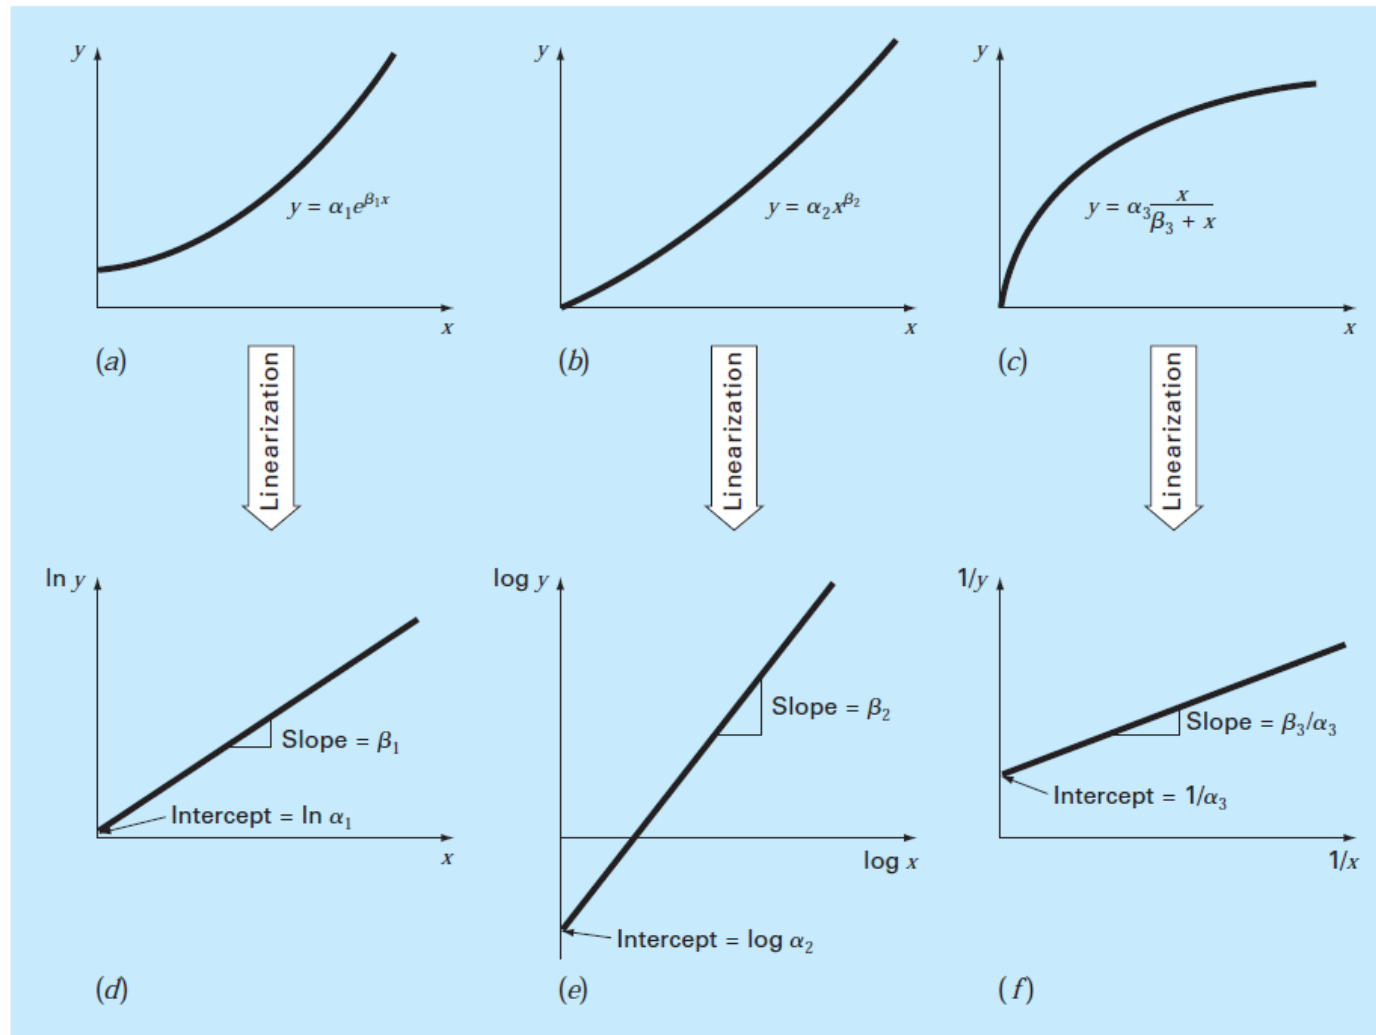 y
y = α₁e^{β₁x}
x
(a)
y
y = α₂x^{β₂}
x
(b)
y
y = α₃ x / (β₃ + x)
x
(c)
Linearization
Linearization
Linearization
ln y
Slope = β₁
Intercept = ln α₁
x
(d)
log y
Slope = β₂
log x
Intercept = log α₂
(e)
1/y
Slope = β₃/α₃
Intercept = 1/α₃
1/x
(f)